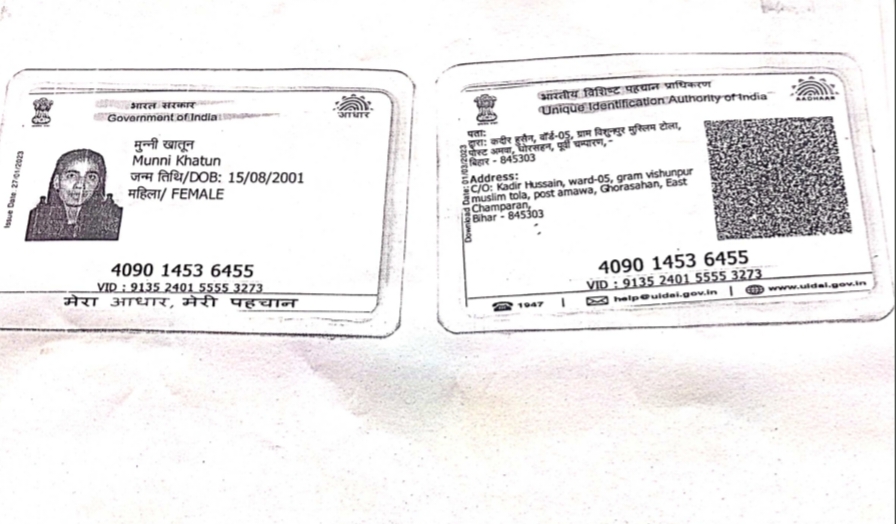 भारत सरकार
Government of India
आधार
Issue Date: 27/01/2023
मुन्नी खातून
Munni Khatun
जन्म तिथि/DOB: 15/08/2001
महिला/ FEMALE
4090 1453 6455
VID : 9135 2401 5555 3273
मेरा आधार, मेरी पहचान
भारतीय विशिष्ट पहचान प्राधिकरण
Unique Identification Authority of India
AADHAAR
Download Date: 01/03/2023
पता:
द्वारा: कदीर हुसैन, वॉर्ड-05, ग्राम विशुनपुर मुस्लिम टोला,
पोस्ट अमवा, घोरसहन, पूर्वी चम्पारण,
बिहार - 845303
Address:
C/O: Kadir Hussain, ward-05, gram vishunpur
muslim tola, post amawa, Ghorasahan, East
Champaran,
Bihar - 845303
4090 1453 6455
VID : 9135 2401 5555 3273
1947 | help@uidai.gov.in | www.uidai.gov.in